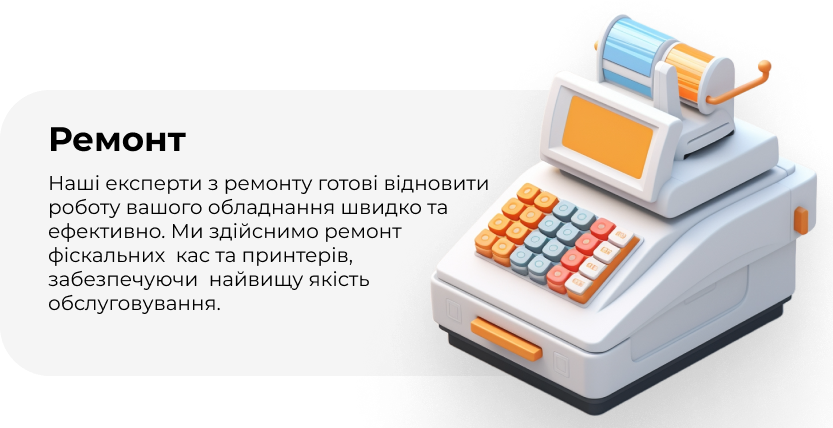 Ремонт
Наші експерти з ремонту готові відновити
роботу вашого обладнання швидко та
ефективно. Ми здійснимо ремонт
фіскальних  кас та принтерів,
забезпечуючи  найвищу якість
обслуговування.